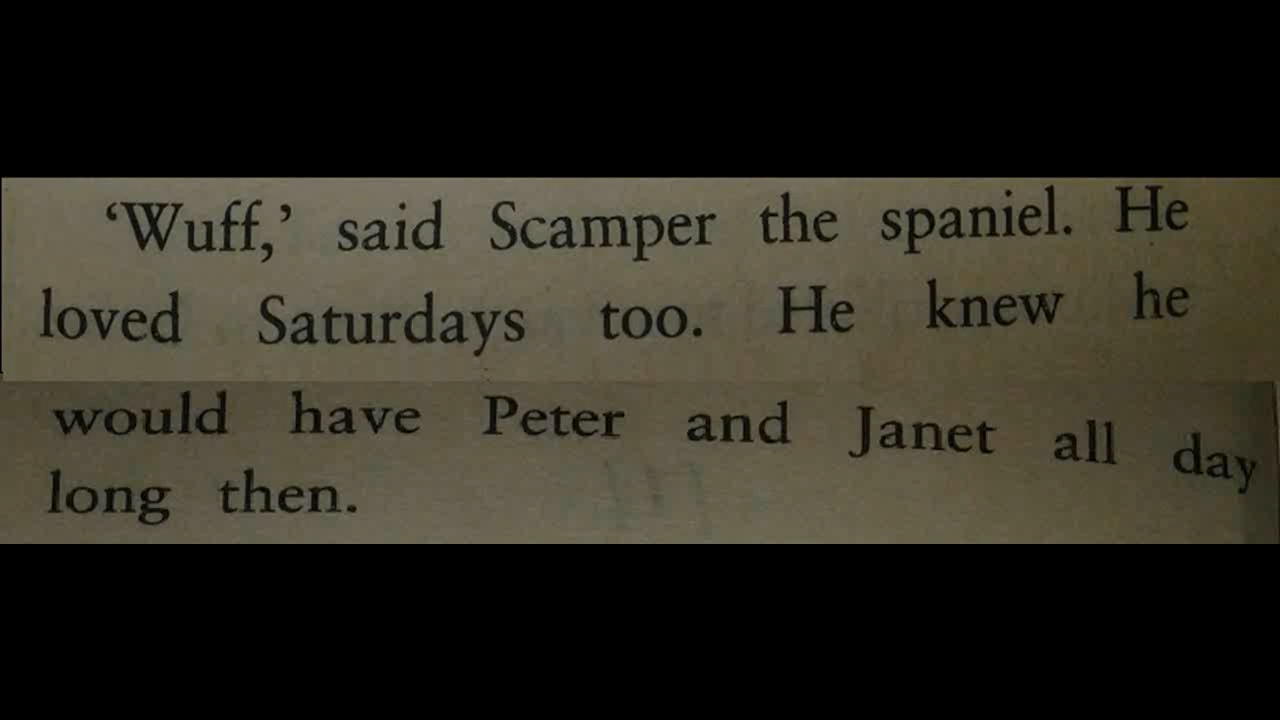 ‘Wuff,’ said Scamper the spaniel. He
loved Saturdays too. He knew he
would have Peter and Janet all day
long then.